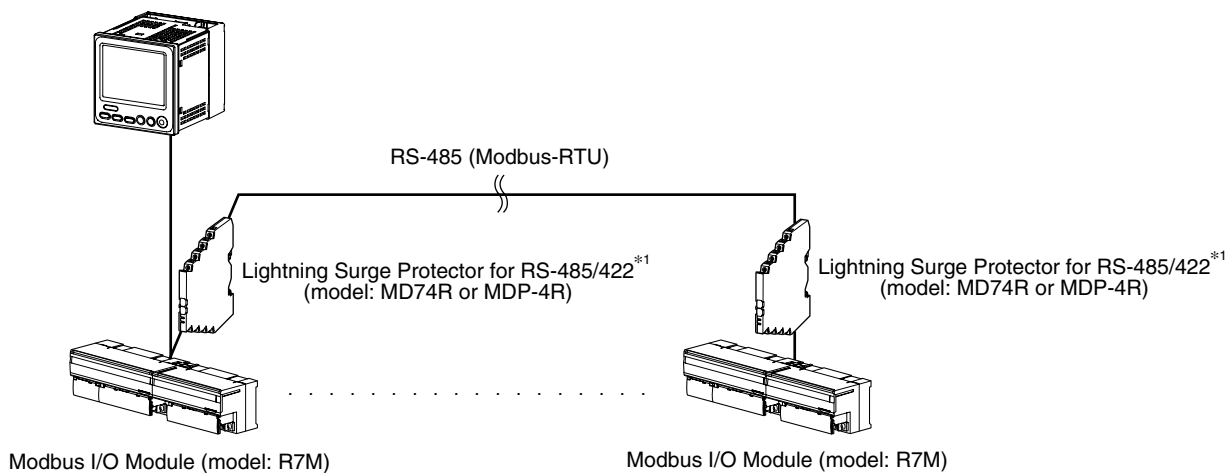 RS-485 (Modbus-RTU)
Lightning Surge Protector for RS-485/422*1
(model: MD74R or MDP-4R)
Lightning Surge Protector for RS-485/422*1
(model: MD74R or MDP-4R)
Modbus I/O Module (model: R7M)
Modbus I/O Module (model: R7M)